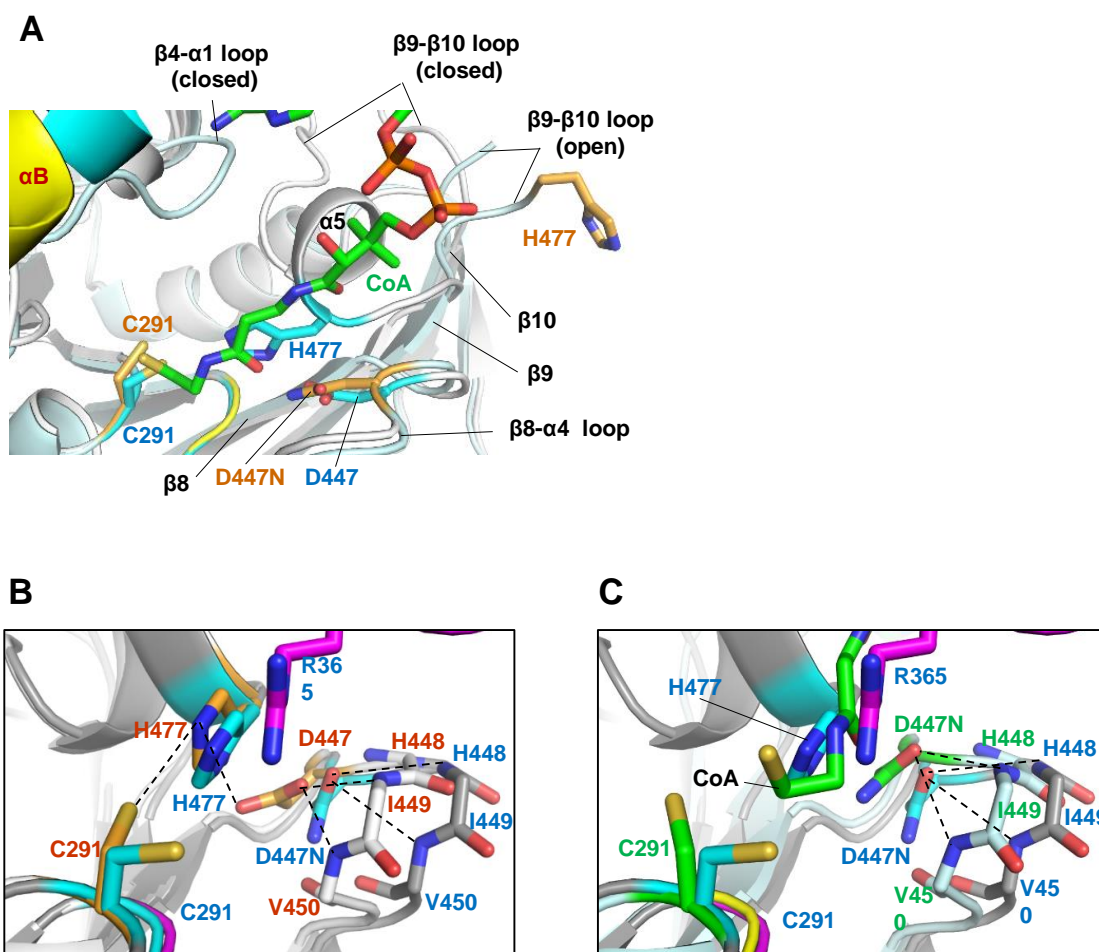 A
β4-α1 loop
(closed)
β9-β10 loop
(closed)
β9-β10 loop
(open)
αB
α5
H477
CoA
C291
H477
β10
β9
C291
β8-α4 loop
β8
D447N
D447
B
R36
5
H477
D447
H448
H448
H477
I449
I449
C291
D447N
V450
V450
C291
C
H477
R365
D447N
H448
H448
CoA
I449
I449
C291
D447N
V45
0
V45
0
C291